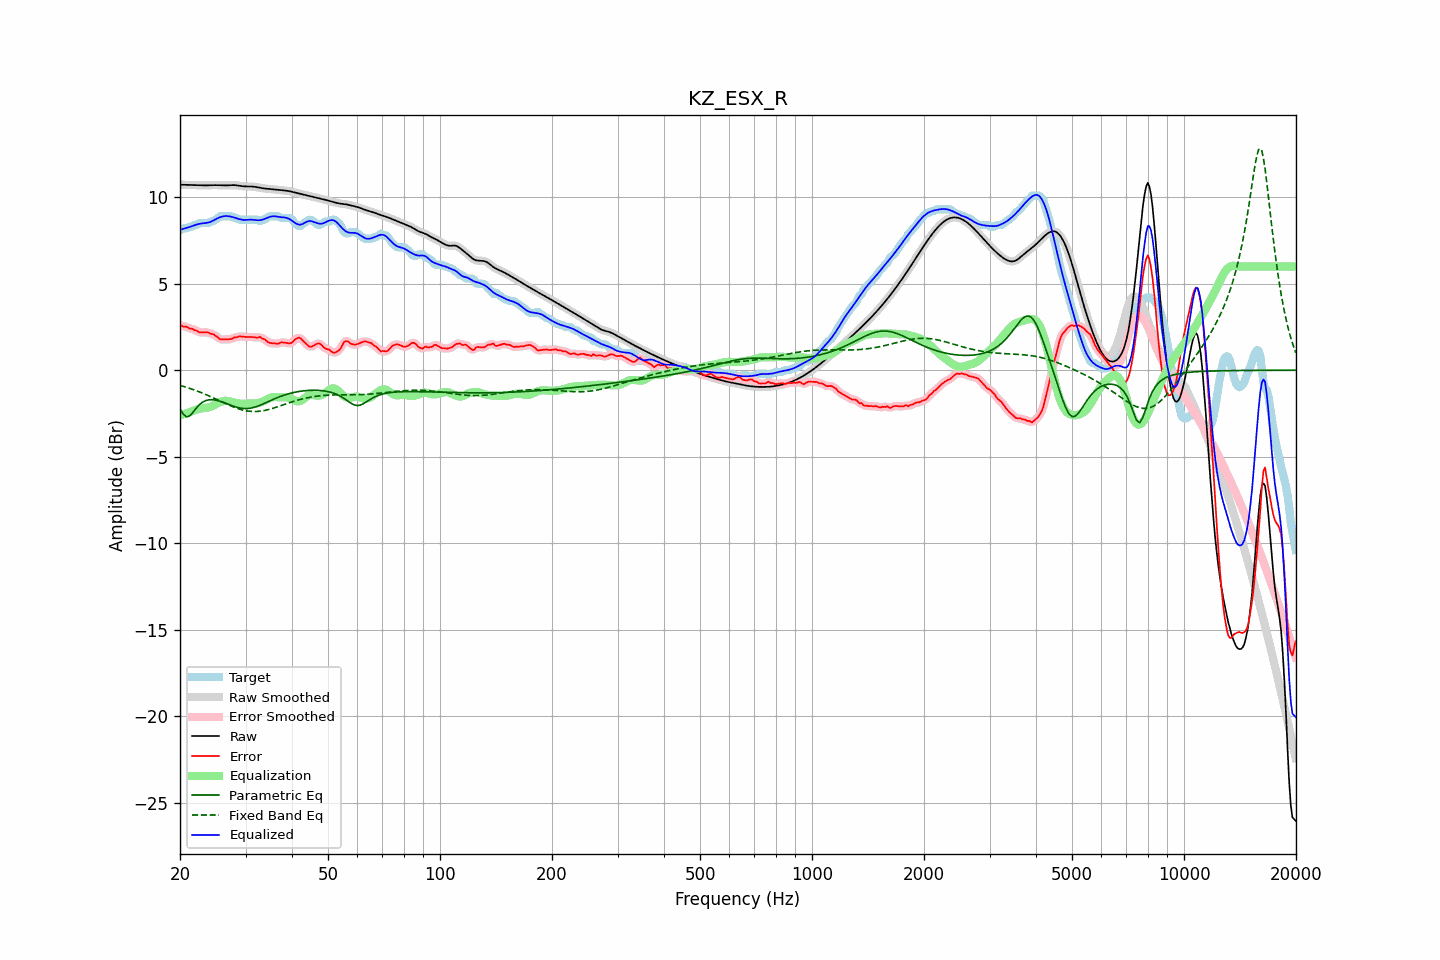 KZ_ESX_R
Amplitude (dBr)
10
5
0
−5
−10
−15
−20
−25
Target
Raw Smoothed
Error Smoothed
Raw
Error
Equalization
Parametric Eq
Fixed Band Eq
Equalized
20 50 100 200 500 1000 2000 5000 10000 20000
Frequency (Hz)